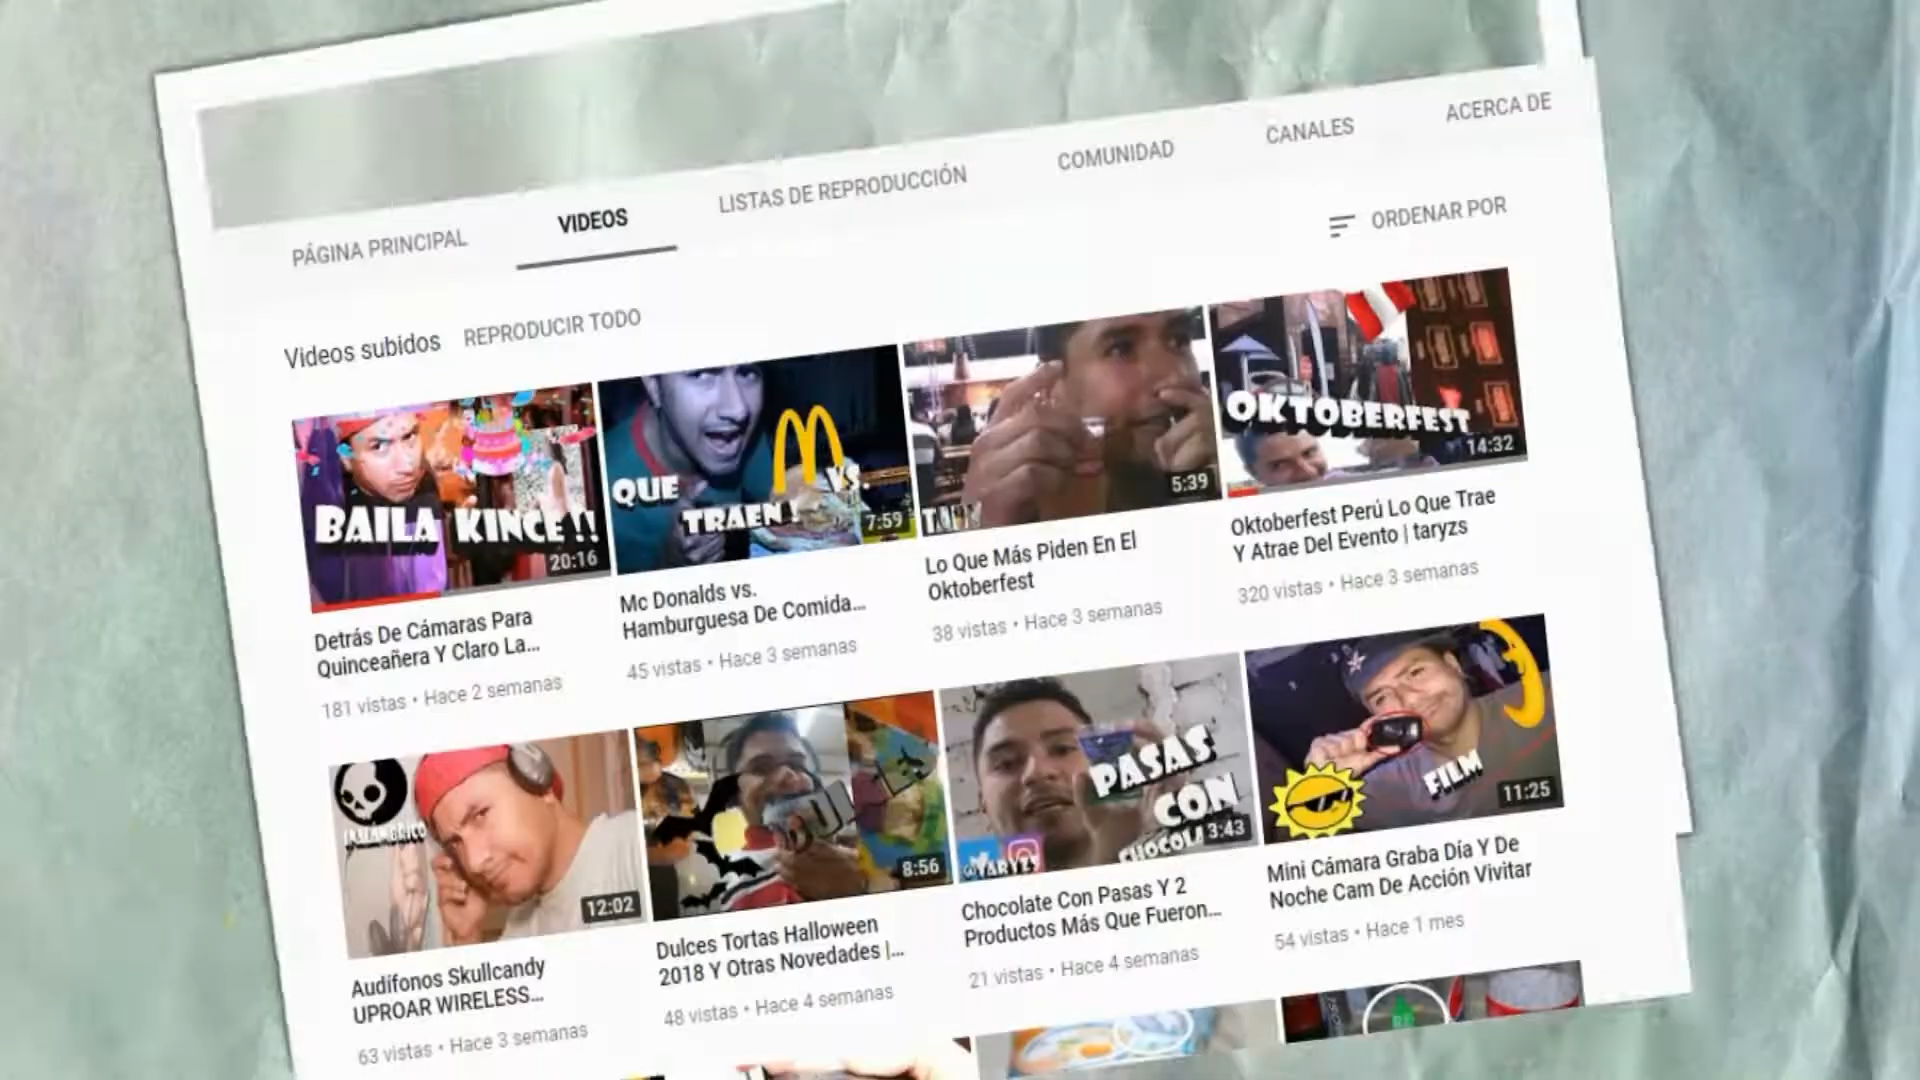 PÁGINA PRINCIPAL
VIDEOS
LISTAS DE REPRODUCCIÓN
COMUNIDAD
CANALES
ACERCA DE
ORDENAR POR
Videos subidos
REPRODUCIR TODO
BAILA KINCE!!
20:16
QUE
TRAEN!
VS.
7:59
5:39
OKTOBERFEST
14:32
Detrás De Cámaras Para
Quinceañera Y Claro La...
181 vistas • Hace 2 semanas
Mc Donalds vs.
Hamburguesa De Comida...
45 vistas • Hace 3 semanas
Lo Que Más Piden En El
Oktoberfest
38 vistas • Hace 3 semanas
Oktoberfest Perú Lo Que Trae
Y Atrae Del Evento | taryzs
320 vistas • Hace 3 semanas
INALÁMBRICO
12:02
8:56
PASAS
CON
CHOCOLA
@TARYZS
3:43
FILM
11:25
Audífonos Skullcandy
UPROAR WIRELESS...
63 vistas • Hace 3 semanas
Dulces Tortas Halloween
2018 Y Otras Novedades |...
48 vistas • Hace 4 semanas
Chocolate Con Pasas Y 2
Productos Más Que Fueron...
21 vistas • Hace 4 semanas
Mini Cámara Graba Día Y De
Noche Cam De Acción Vivitar
54 vistas • Hace 1 mes